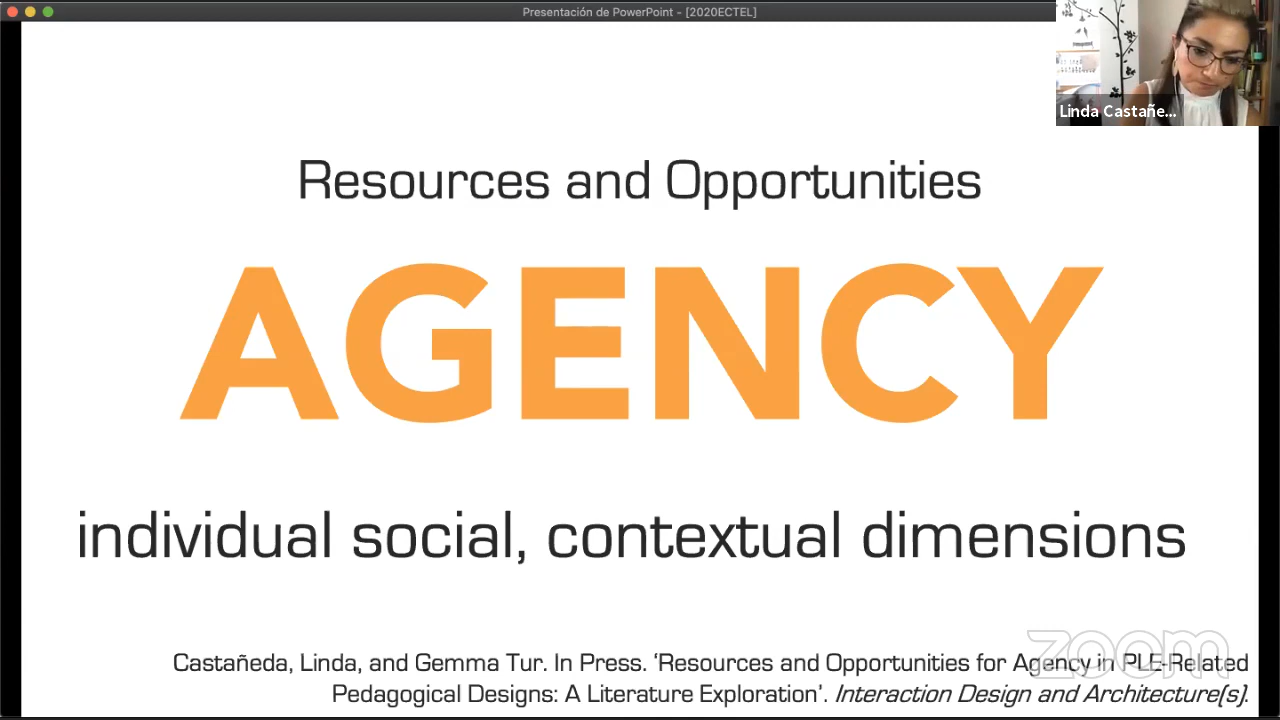 Presentación de PowerPoint - [2020ECTEL]
Linda Castañe...
Resources and Opportunities
AGENCY
individual social, contextual dimensions
Castañeda, Linda, and Gemma Tur. In Press. ‘Resources and Opportunities for Agency in PLE-Related
Pedagogical Designs: A Literature Exploration’. Interaction Design and Architecture(s).
zoom